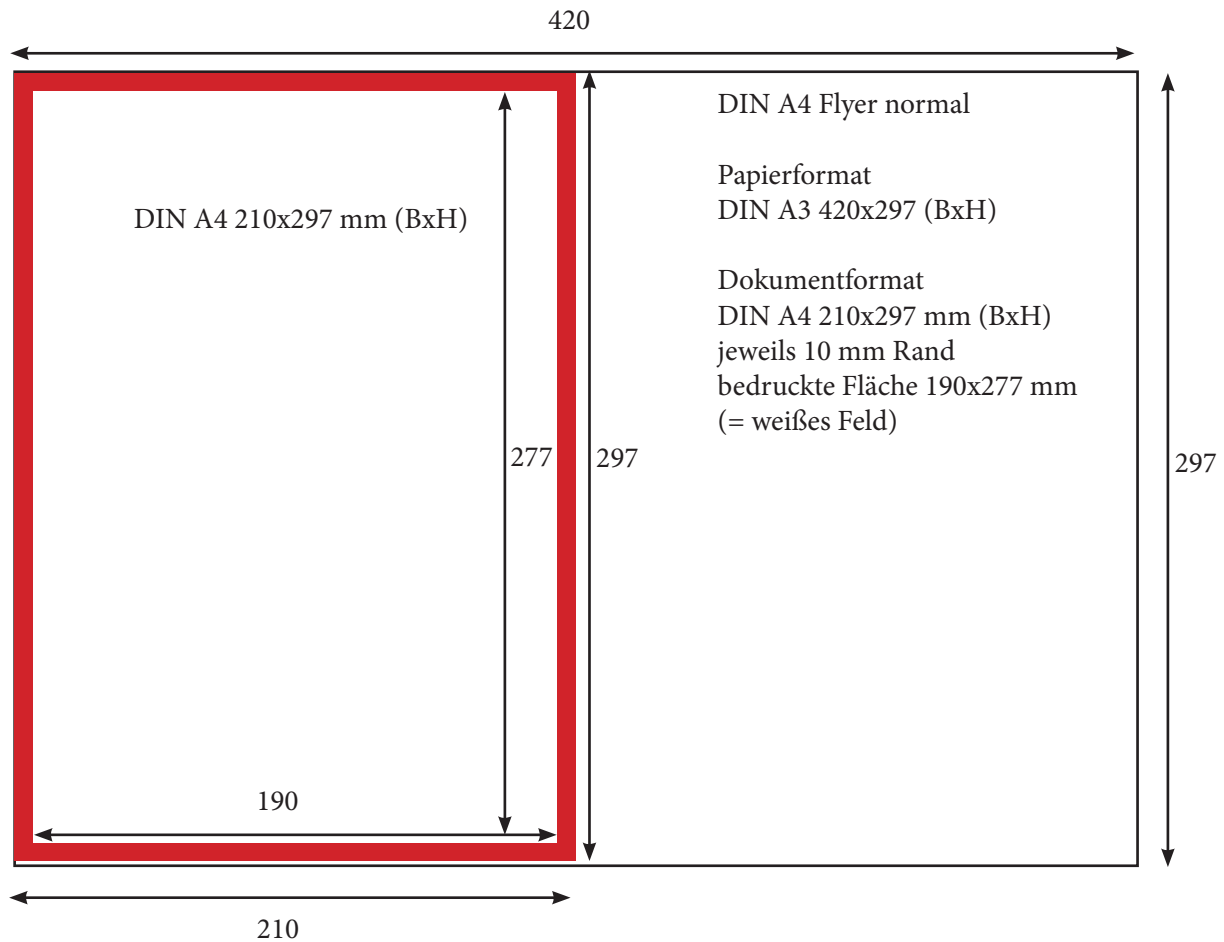 420
DIN A4 Flyer normal
DIN A4 210x297 mm (BxH)
Papierformat
DIN A3 420x297 (BxH)
Dokumentformat
DIN A4 210x297 mm (BxH)
jeweils 10 mm Rand
bedruckte Fläche 190x277 mm
(= weißes Feld)
277
297
297
190
210